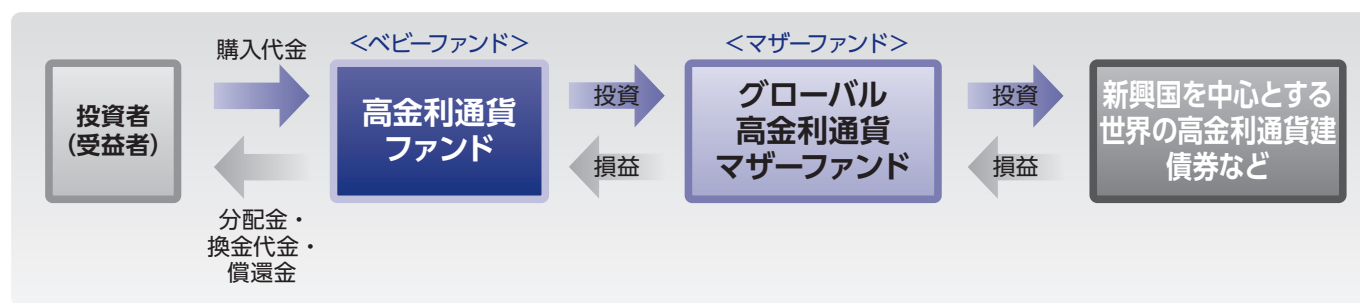 投資者
(受益者)
購入代金
分配金・
換金代金・
償還金
<ベビーファンド>
高金利通貨
ファンド
投資
損益
<マザーファンド>
グローバル
高金利通貨
マザーファンド
投資
損益
新興国を中心とする
世界の高金利通貨建
債券など